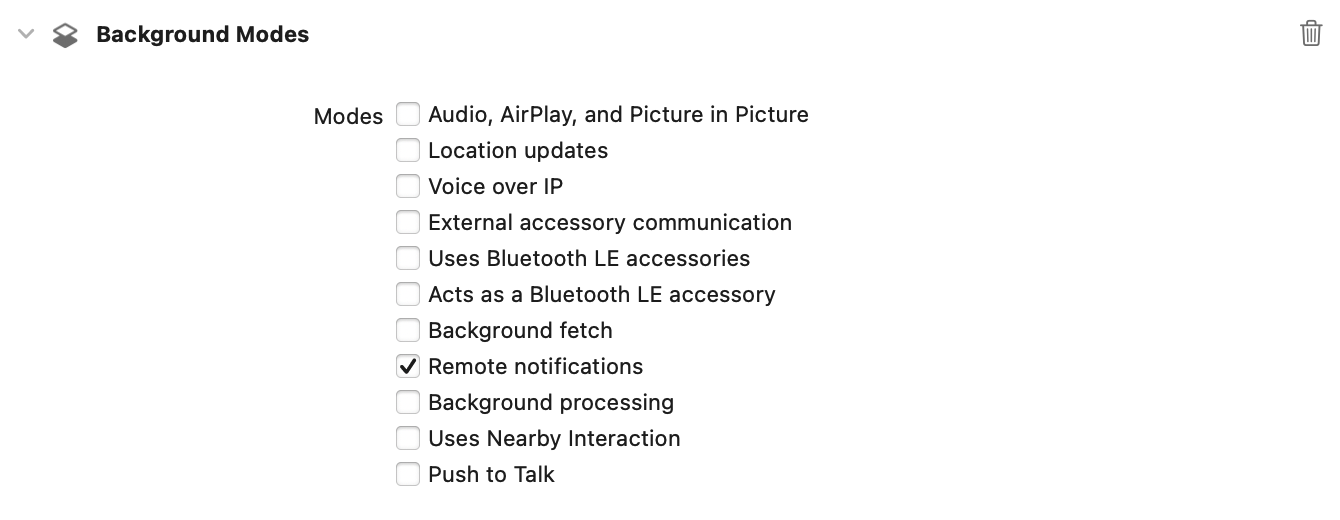 Background Modes
Modes
Audio, AirPlay, and Picture in Picture
Location updates
Voice over IP
External accessory communication
Uses Bluetooth LE accessories
Acts as a Bluetooth LE accessory
Background fetch
Remote notifications
Background processing
Uses Nearby Interaction
Push to Talk